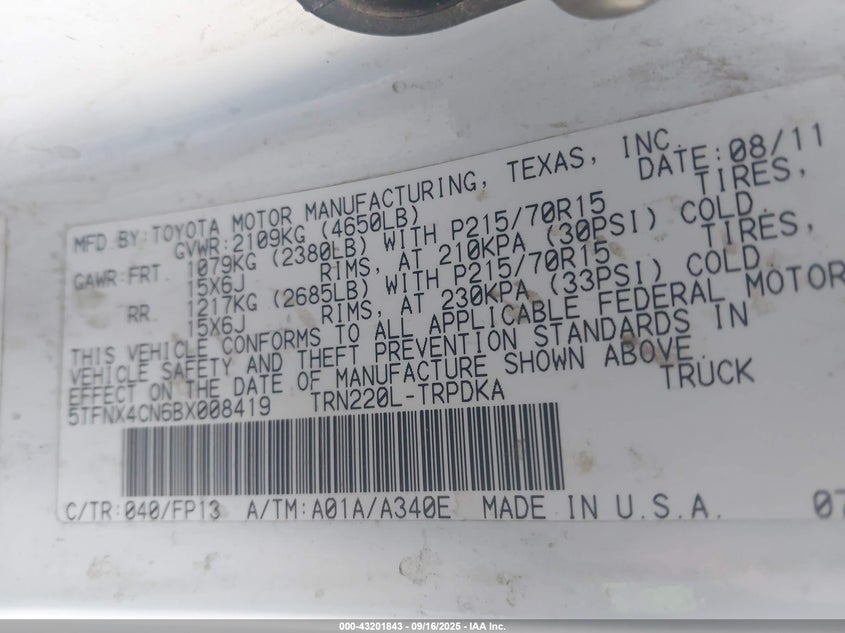 MFD BY:TOYOTA MOTOR MANUFACTURING, TEXAS, INC. DATE:08/11
GVWR:2109KG (4650LB)
GAWR:FRT. 1079KG (2380LB) WITH P215/70R15 TIRES,
15X6J RIMS, AT 210KPA (30PSI) COLD.
RR. 1217KG (2685LB) WITH P215/70R15 TIRES,
15X6J RIMS, AT 230KPA (33PSI) COLD.
THIS VEHICLE CONFORMS TO ALL APPLICABLE FEDERAL MOTOR
VEHICLE SAFETY AND THEFT PREVENTION STANDARDS IN
EFFECT ON THE DATE OF MANUFACTURE SHOWN ABOVE.
5TFNX4CN6BX008419 TRN220L-TRPDKA TRUCK
C/TR:040/FP13 A/TM:A01A/A340E MADE IN U.S.A. 07
000-43201843 - 09/16/2025 - IAA Inc.